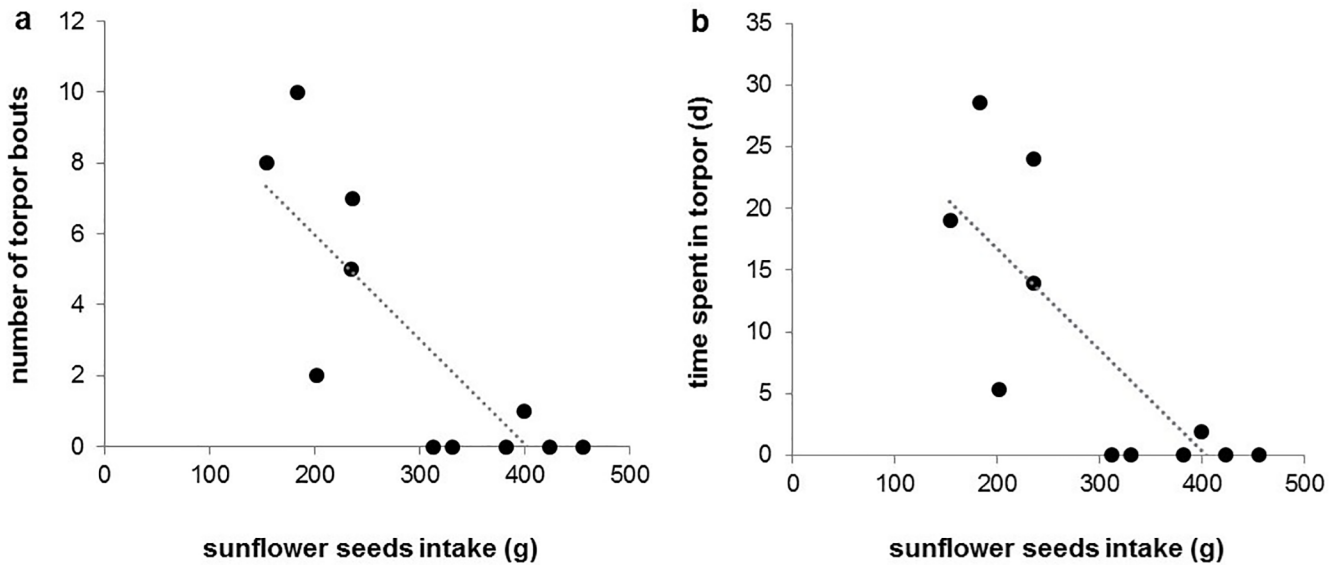 a
12
10
8
6
4
2
0
number of torpor bouts
0 100 200 300 400 500
sunflower seeds intake (g)
b
35
30
25
20
15
10
5
0
time spent in torpor (d)
0 100 200 300 400 500
sunflower seeds intake (g)